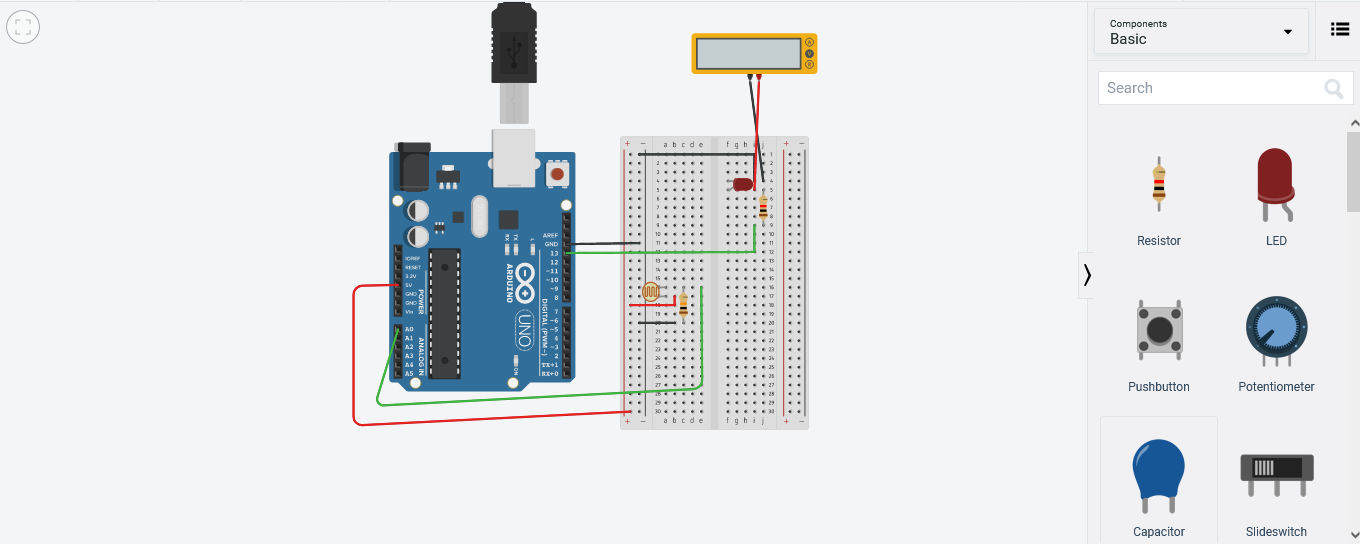 Components
Basic
Search
Resistor
LED
Pushbutton
Potentiometer
Capacitor
Slideswitch
A
V
R
AREF
GND
13
12
~11
~10
~9
8
7
~6
~5
4
~3
2
TX→1
RX←0
DIGITAL (PWM~)
L
TX
RX
ARDUINO
UNO
ON
IOREF
RESET
3.3V
5V
GND
GND
Vin
POWER
A0
A1
A2
A3
A4
A5
ANALOG IN
+ − a b c d e f g h i j + −
1
2
3
4
5
6
7
8
9
10
11
12
13
14
15
16
17
18
19
20
21
22
23
24
25
26
27
28
29
30
+ − a b c d e f g h i j + −